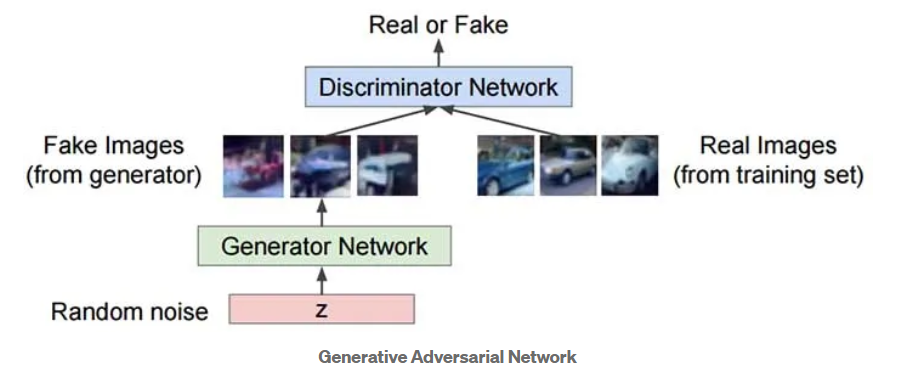 Real or Fake
Discriminator Network
Fake Images
(from generator)
Real Images
(from training set)
Generator Network
Random noise
z
Generative Adversarial Network